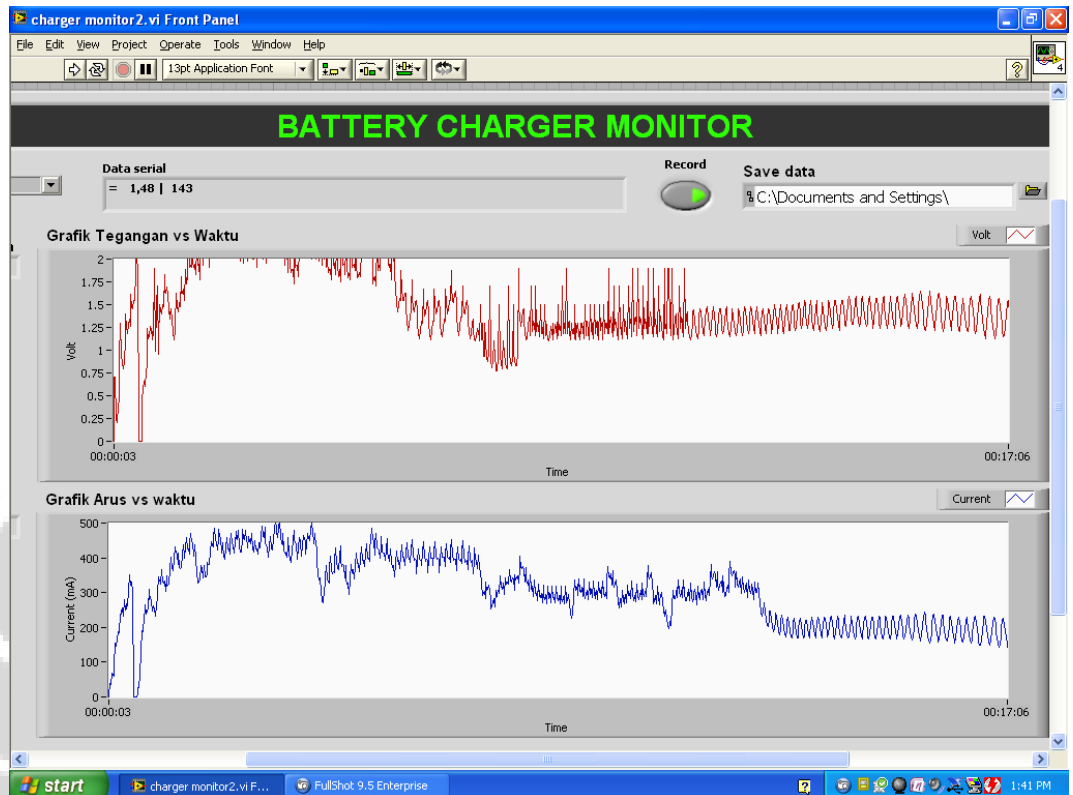 charger monitor2.vi Front Panel
File Edit View Project Operate Tools Window Help
13pt Application Font
4
BATTERY CHARGER MONITOR
Data serial
= 1,48 | 143
Record
Save data
C:\Documents and Settings\
Grafik Tegangan vs Waktu
Volt
2
1.75
1.5
1.25
1
0.75
0.5
0.25
0
Volt
00:00:03
00:17:06
Time
Grafik Arus vs waktu
Current
500
400
300
200
100
0
Current (mA)
00:00:03
00:17:06
Time
start
charger monitor2.vi F...
FullShot 9.5 Enterprise
1:41 PM